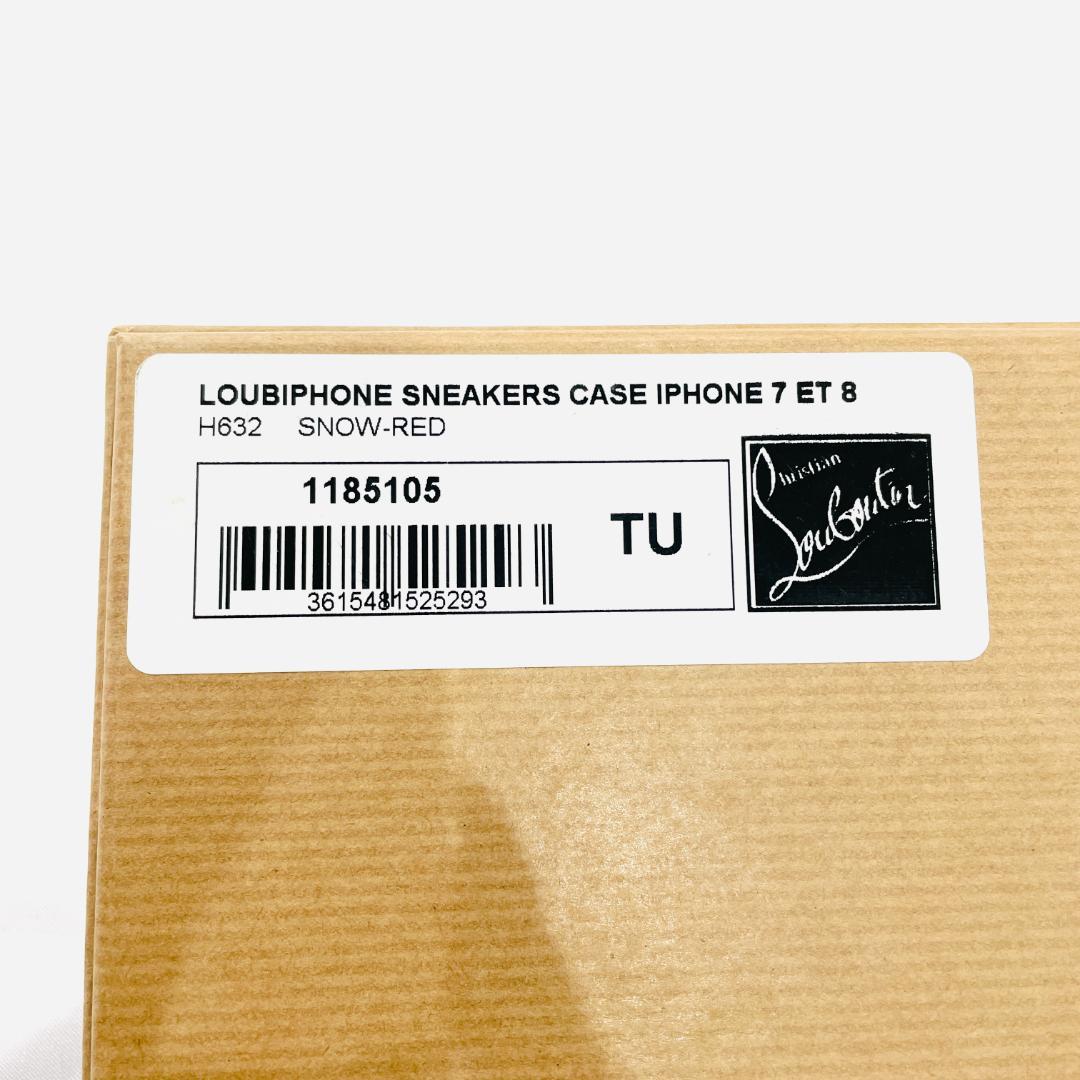 LOUBIPHONE SNEAKERS CASE IPHONE 7 ET 8
H632 SNOW-RED
1185105
TU
3615481525293
Christian
Louboutin